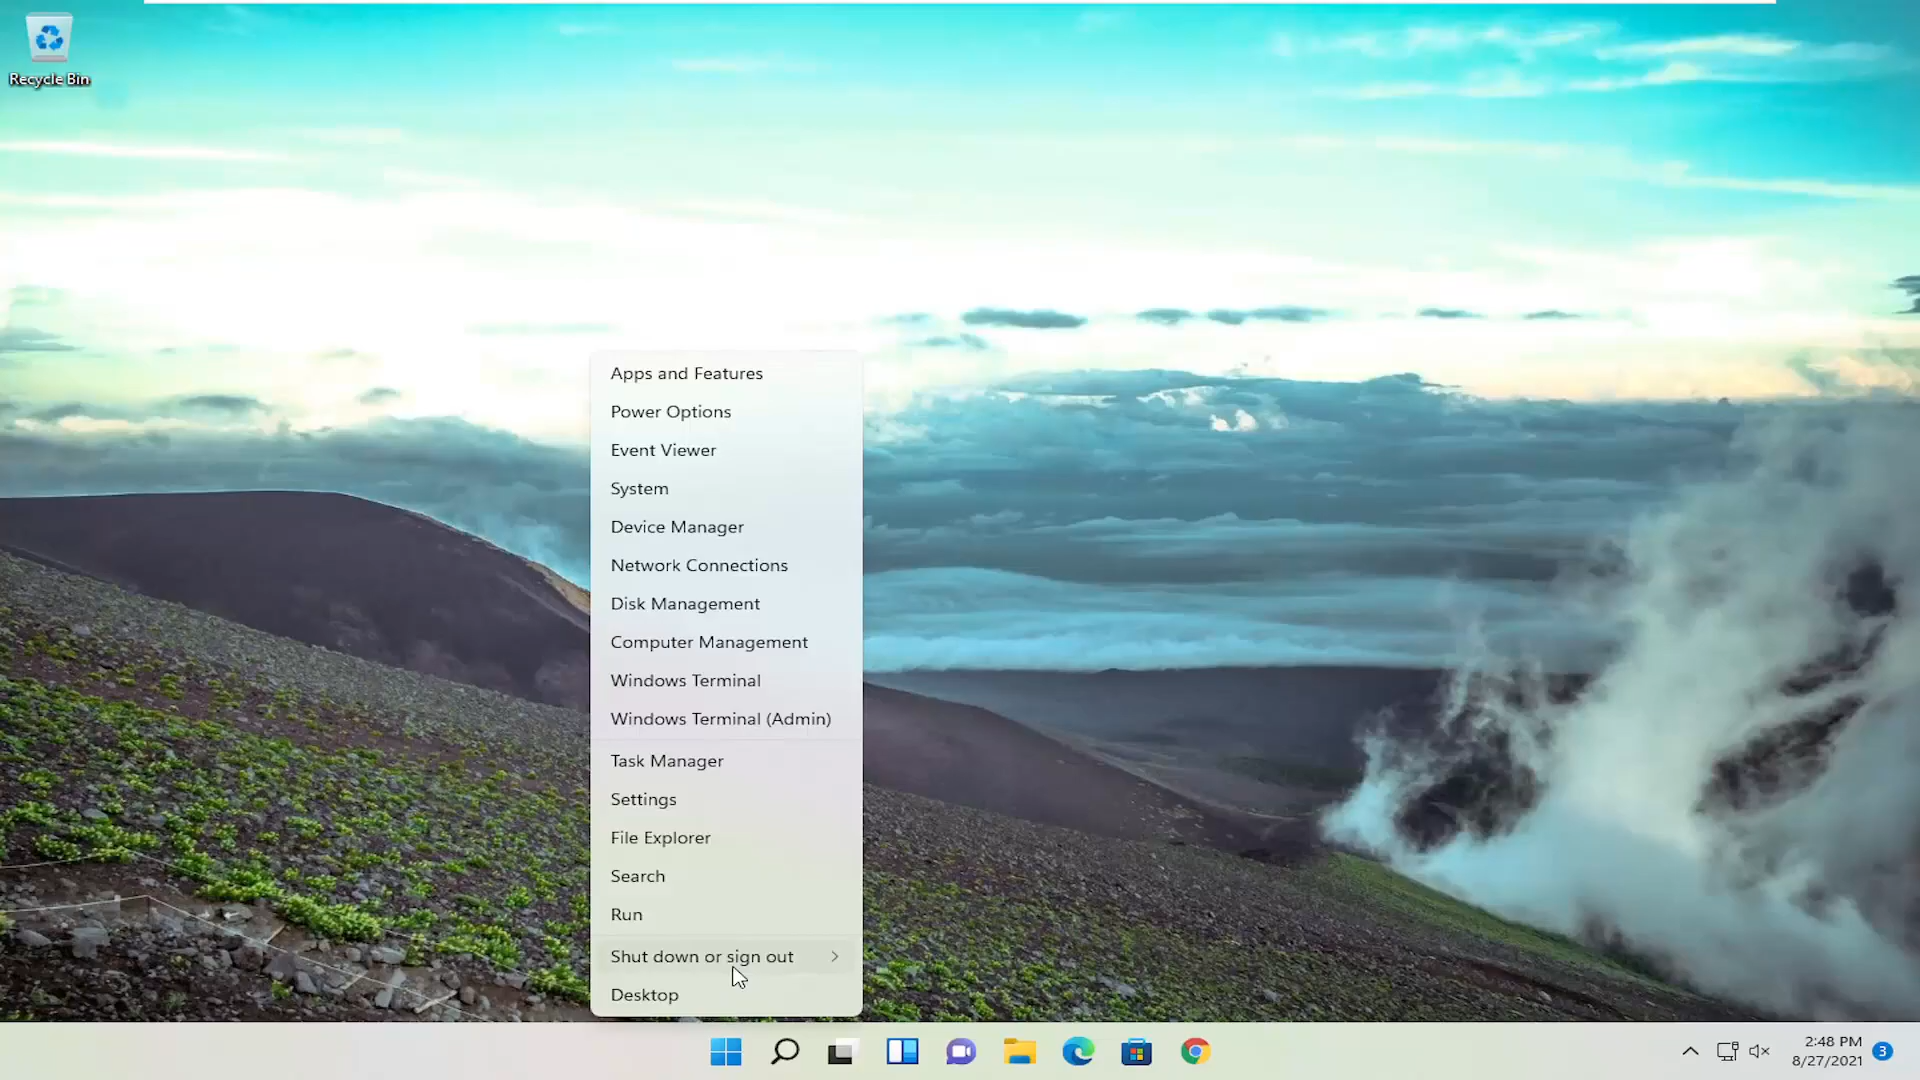 Recycle Bin
Apps and Features
Power Options
Event Viewer
System
Device Manager
Network Connections
Disk Management
Computer Management
Windows Terminal
Windows Terminal (Admin)
Task Manager
Settings
File Explorer
Search
Run
Shut down or sign out
Desktop
2:48 PM
8/27/2021
3